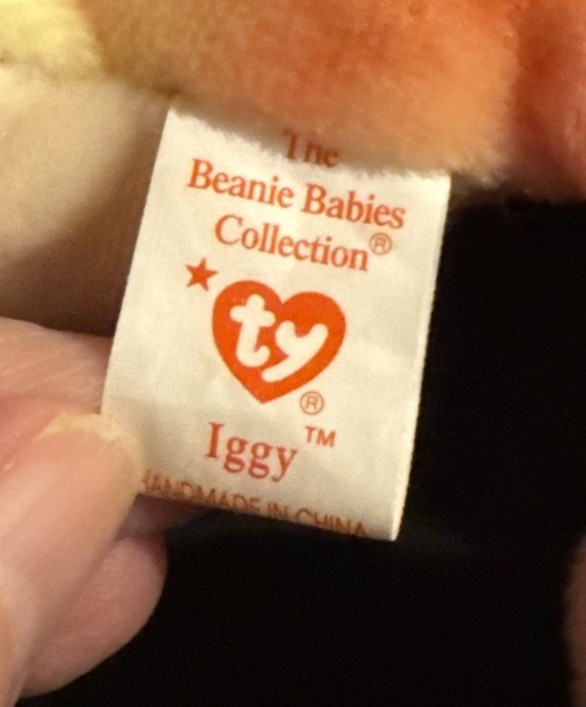 The
Beanie Babies
Collection®
★
ty
®
Iggy™
HANDMADE IN CHINA